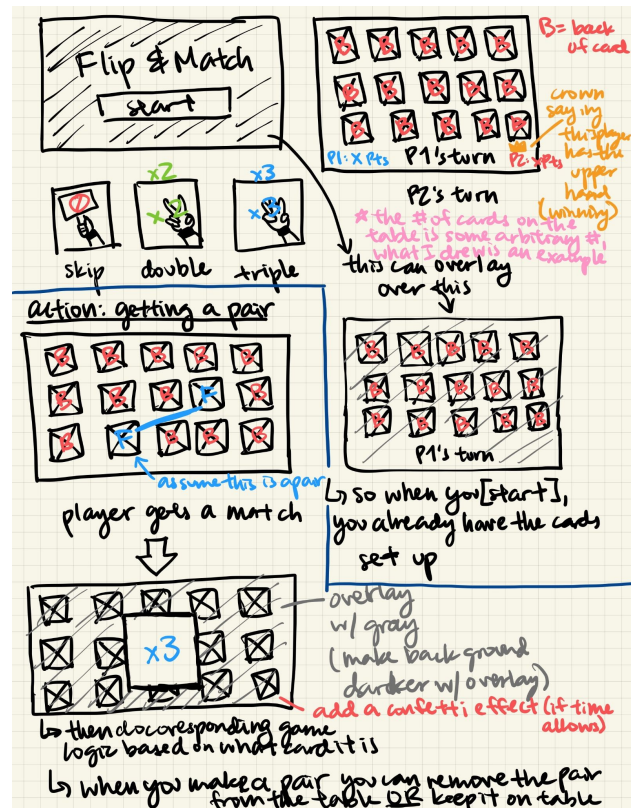 Flip & Match
start
B B B B B
B B B B B
B B B B B
P1: X Pts
P1's turn
P2: X Pts
B = back
of card
crown
saying
this player
has the
upper
hand
(winning)
P2's turn
* the # of cards on the
table is some arbitrary #,
what I drew is an example
x2
x2
x3
x3
skip
double
triple
this can overlay
over this
B B B B B
B B B B B
B B B B B
P1's turn
↳ so when you [start],
you already have the cards
set up
action: getting a pair
B B B B B
B B B F B
B F B B B
assume this is a pair
player gets a match
x3
overlay
w/ gray
(make back ground
darker w/ overlay)
add a confetti effect (if time
allows)
↳ then do coresponding game
logic based on what card it is
↳ when you make a pair you can remove the pair
from the table OR keep it on table